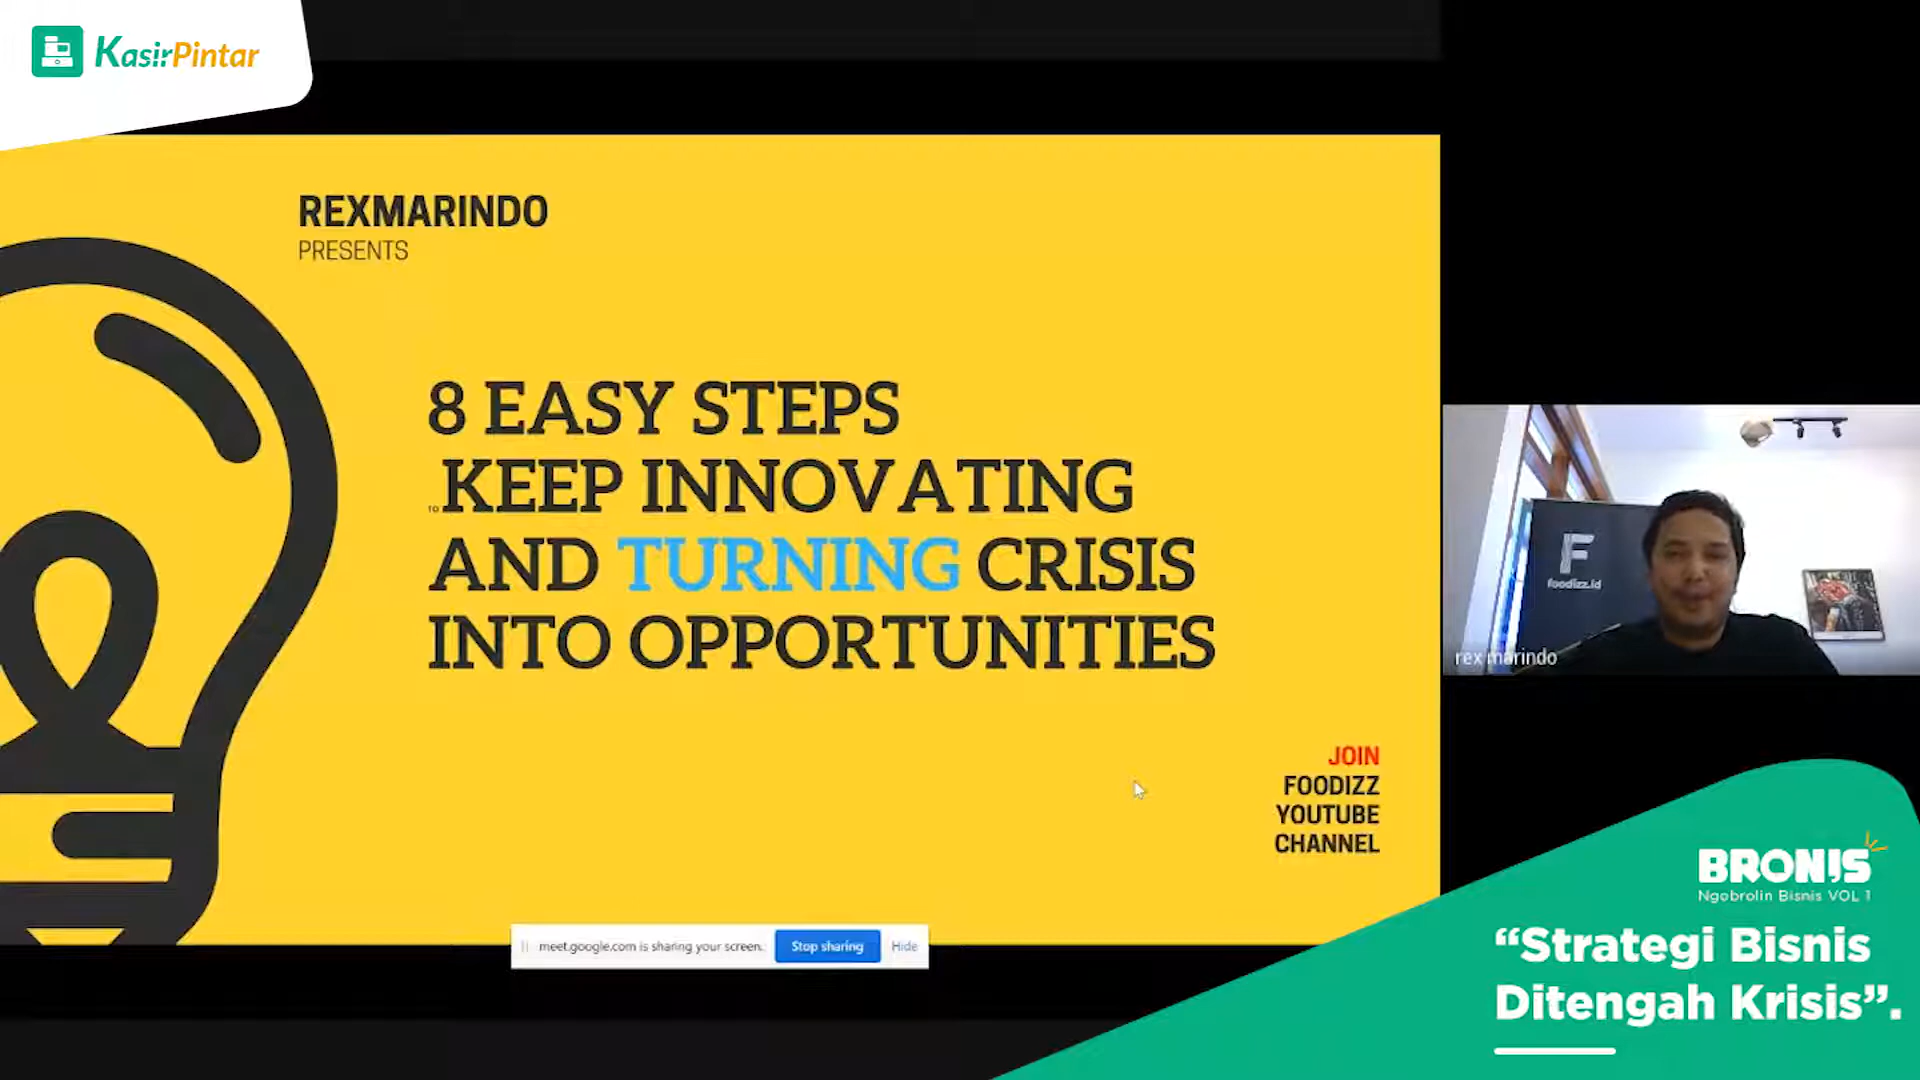 KasirPintar
REXMARINDO
PRESENTS
8 EASY STEPS
TO KEEP INNOVATING
AND TURNING CRISIS
INTO OPPORTUNITIES
JOIN
FOODIZZ
YOUTUBE
CHANNEL
meet.google.com is sharing your screen.
Stop sharing
Hide
F
foodizz.id
rex marindo
BRONIS
Ngobrolin Bisnis VOL 1
“Strategi Bisnis
Ditengah Krisis”.